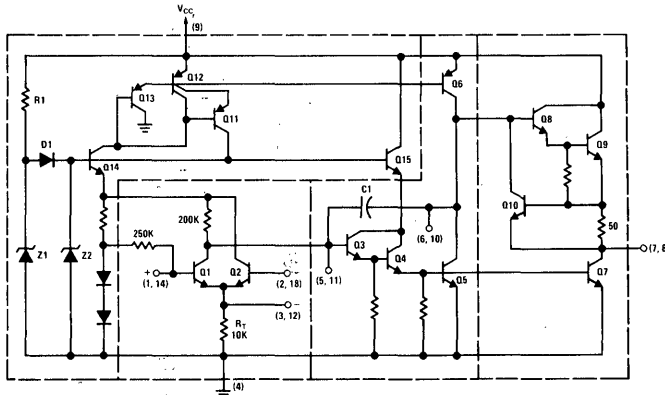 VCC,
(9)
Q12
Q6
Q13
R1
Q11
Q8
Q9
D1
Q14
Q15
C1
Q10
200K
50
250K
(6, 10)
Z1
Z2
Q3
(7, 8
+
(1, 14)
Q1
Q2
−
(2, 18)
(5, 11)
Q4
Q5
Q7
−
(3, 12)
RT
10K
(4)